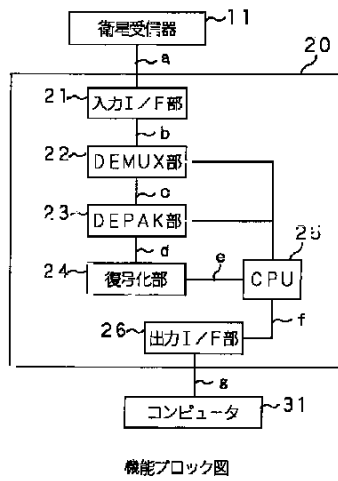 衛星受信器 11
a
20
21 入力I/F部
b
22 DEMUX部
c
23 DEPAK部
d
25
24 復号化部 e CPU
f
26 出力I/F部
g
コンピュータ 31
機能ブロック図